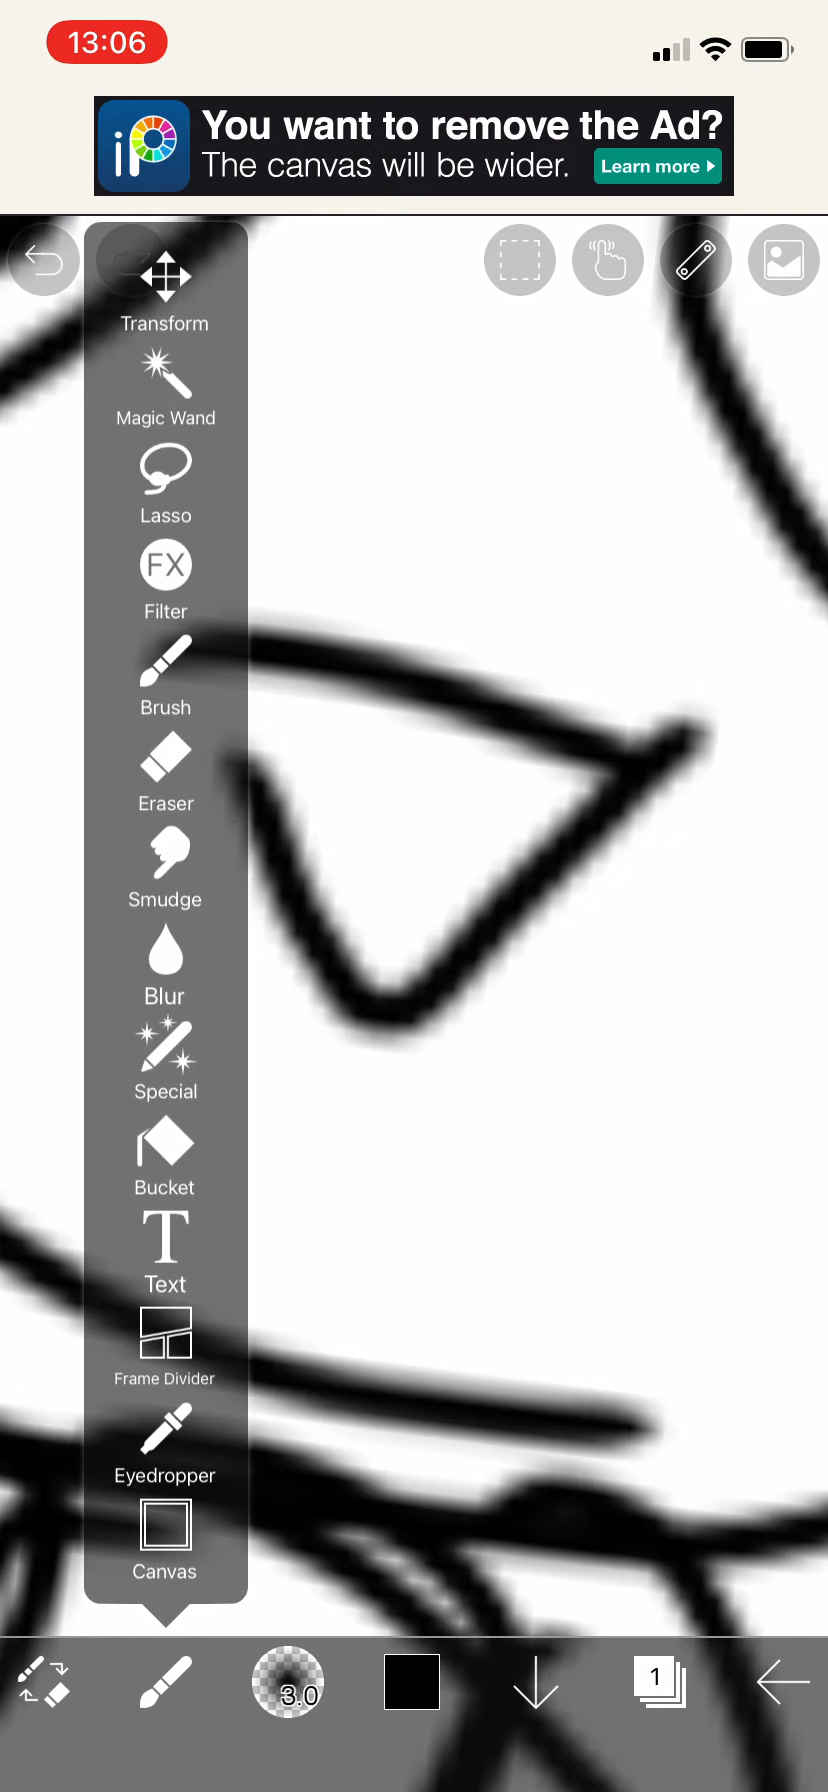 13:06
iP
You want to remove the Ad?
The canvas will be wider.
Learn more
Transform
Magic Wand
Lasso
FX
Filter
Brush
Eraser
Smudge
Blur
Special
Bucket
T
Text
Frame Divider
Eyedropper
Canvas
3.0
1